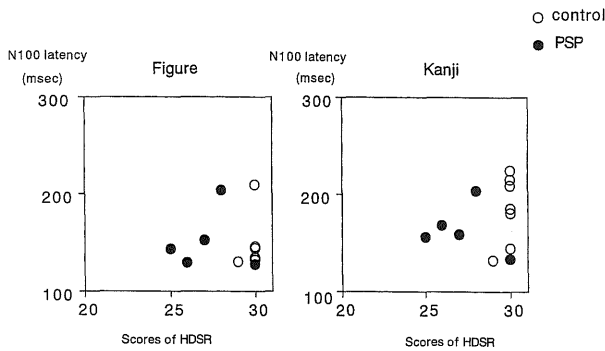 control
PSP
N100 latency
(msec)
Figure
300
200
100
20
25
30
Scores of HDSR
N100 latency
(msec)
Kanji
300
200
100
20
25
30
Scores of HDSR